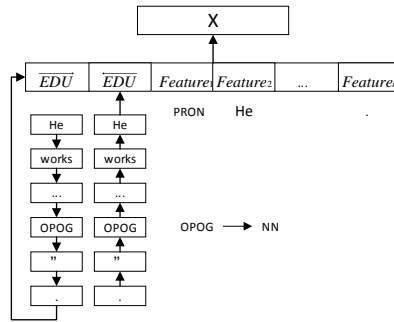 X
EDU EDU Feature₁ Feature₂ ... Feature
PRON He .
He He
works works
... ...
OPOG OPOG OPOG NN
” ”
. .